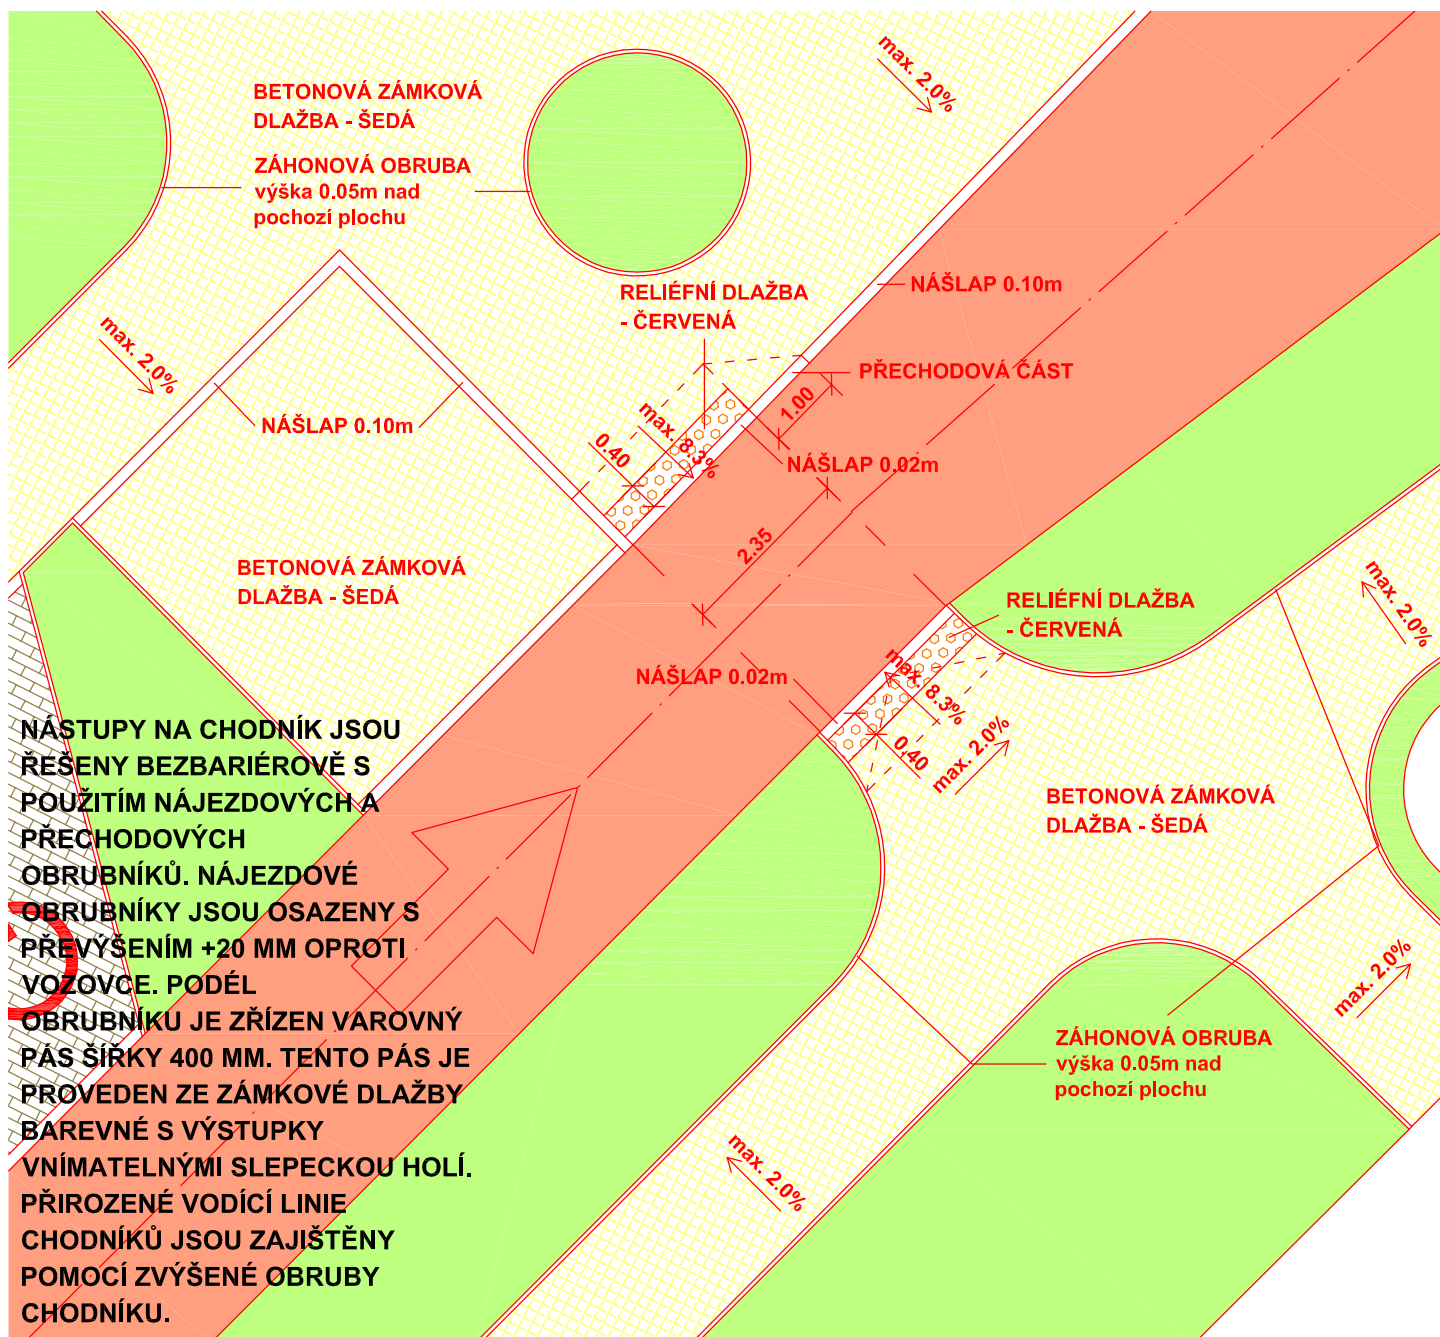 max. 2.0%
BETONOVÁ ZÁMKOVÁ
DLAŽBA - ŠEDÁ
ZÁHONOVÁ OBRUBA
výška 0.05m nad
pochozí plochu
RELIÉFNÍ DLAŽBA
- ČERVENÁ
NÁŠLAP 0.10m
max. 2.0%
PŘECHODOVÁ ČÁST
1.00
NÁŠLAP 0.10m
max. 8.3%
0.40
NÁŠLAP 0.02m
2.35
BETONOVÁ ZÁMKOVÁ
DLAŽBA - ŠEDÁ
max. 2.0%
RELIÉFNÍ DLAŽBA
- ČERVENÁ
NÁŠLAP 0.02m
max. 8.3%
0.40
max. 2.0%
BETONOVÁ ZÁMKOVÁ
DLAŽBA - ŠEDÁ
NÁSTUPY NA CHODNÍK JSOU
ŘEŠENY BEZBARIÉROVĚ S
POUŽITÍM NÁJEZDOVÝCH A
PŘECHODOVÝCH
OBRUBNÍKŮ. NÁJEZDOVÉ
OBRUBNÍKY JSOU OSAZENY S
PŘEVÝŠENÍM +20 MM OPROTI
VOZOVCE. PODÉL
OBRUBNÍKU JE ZŘÍZEN VAROVNÝ
PÁS ŠÍŘKY 400 MM. TENTO PÁS JE
PROVEDEN ZE ZÁMKOVÉ DLAŽBY
BAREVNÉ S VÝSTUPKY
VNÍMATELNÝMI SLEPECKOU HOLÍ.
PŘIROZENÉ VODÍCÍ LINIE
CHODNÍKŮ JSOU ZAJIŠTĚNY
POMOCÍ ZVÝŠENÉ OBRUBY
CHODNÍKU.
max. 2.0%
ZÁHONOVÁ OBRUBA
výška 0.05m nad
pochozí plochu
max. 2.0%